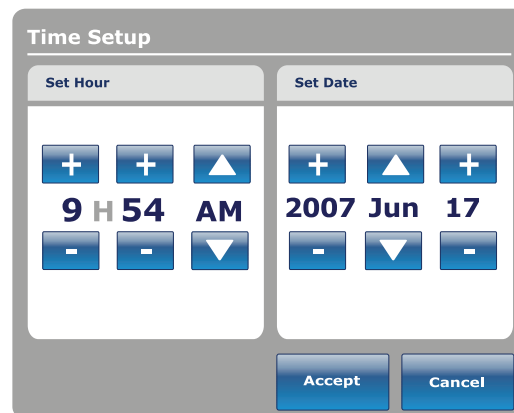 Time Setup
Set Hour
Set Date
+ + + +
9 H 54 AM
2007 Jun 17
- - - -
Accept
Cancel